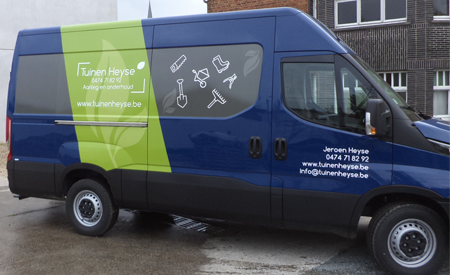 Tuinen Heyse
0474 71 82 92
Aanleg en onderhoud
www.tuinenheyse.be
Jeroen Heyse
0474 71 82 92
www.tuinenheyse.be
info@tuinenheyse.be